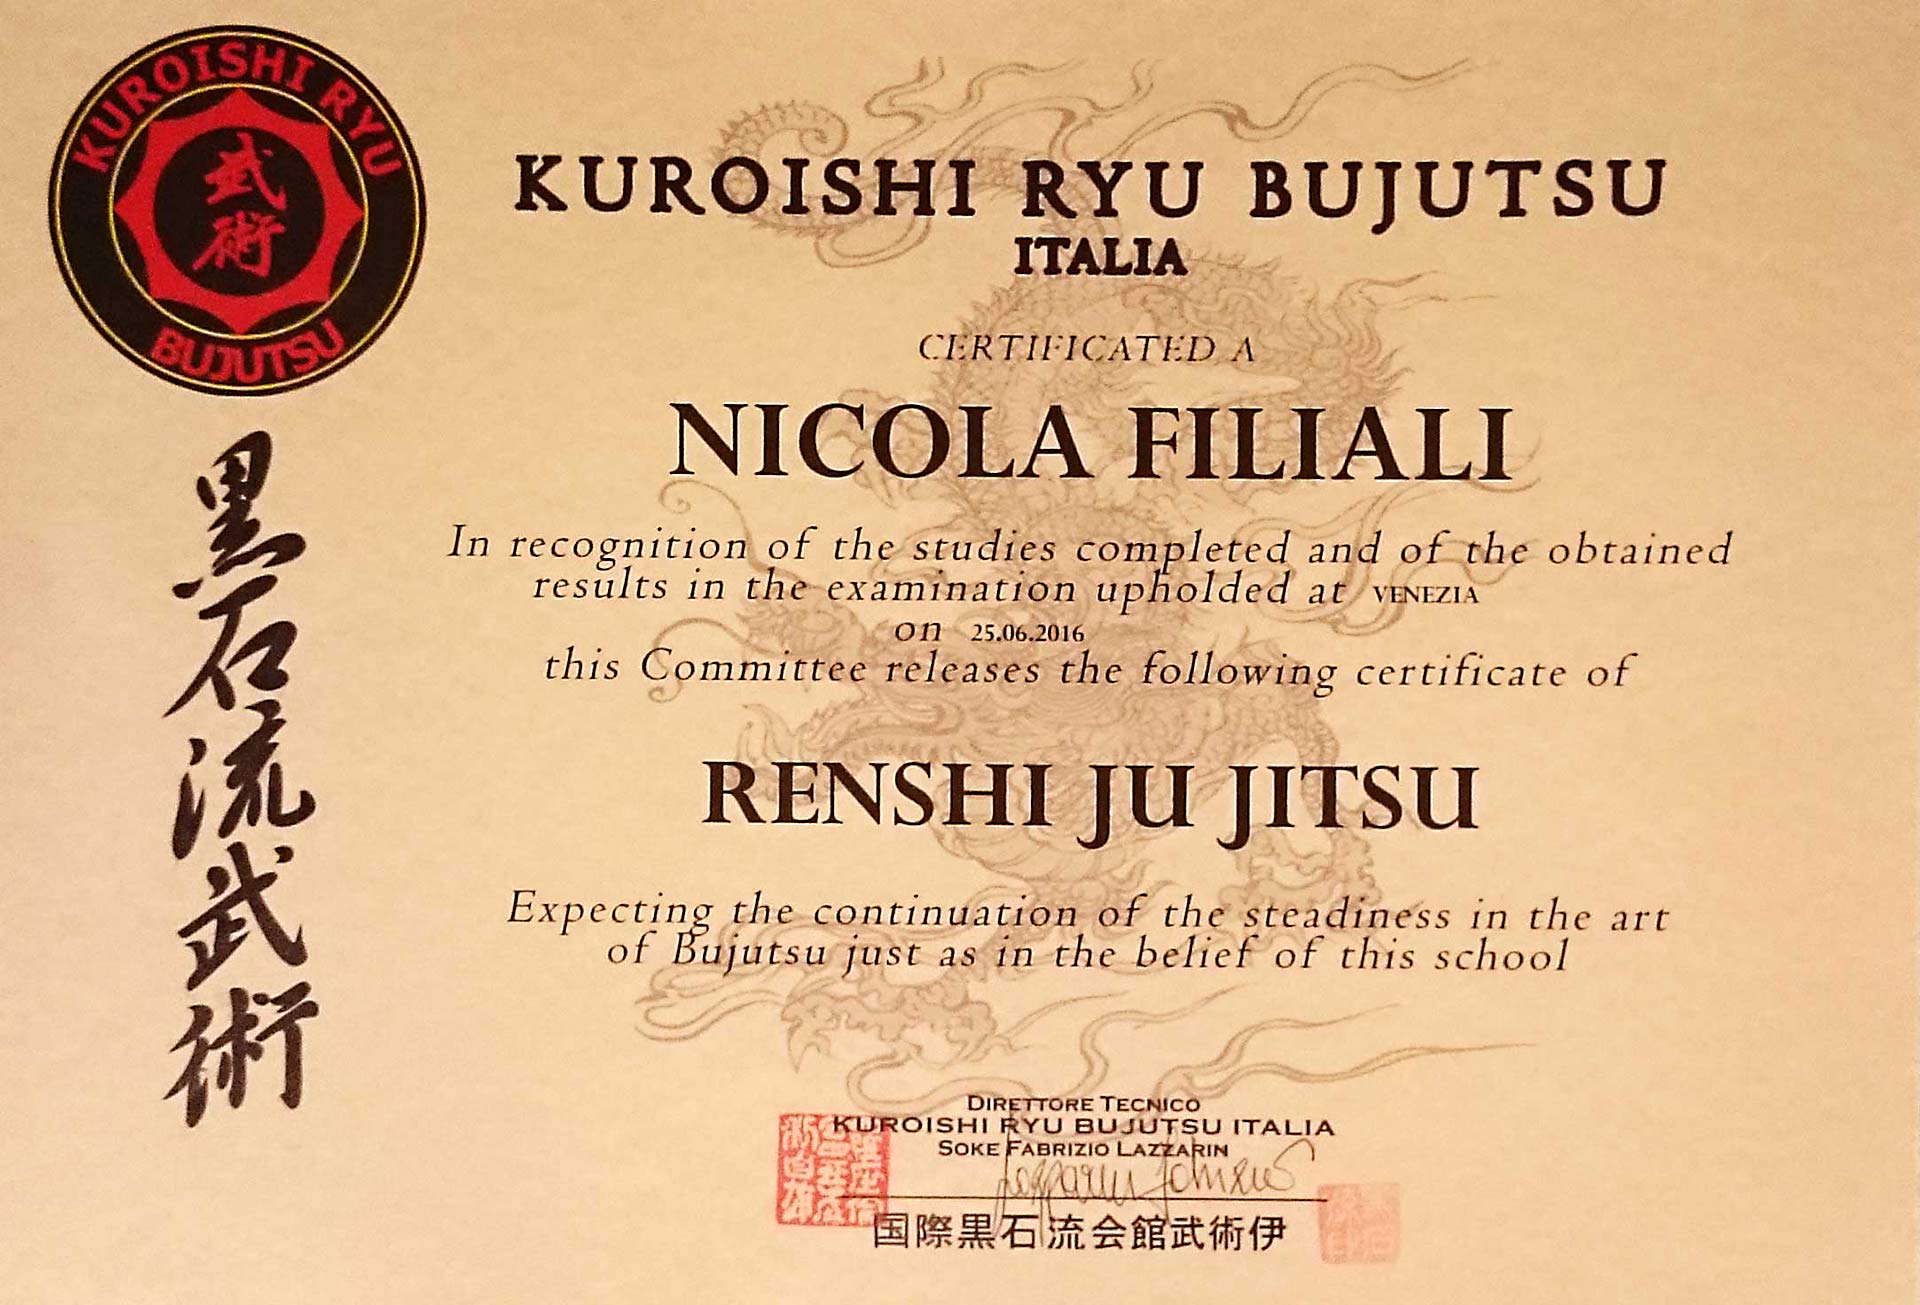 KUROISHI RYU
武術
BUJUTSU
黒石流武術
KUROISHI RYU BUJUTSU
ITALIA
CERTIFICATED A
NICOLA FILIALI
In recognition of the studies completed and of the obtained
results in the examination upholded at VENEZIA
on 25.06.2016
this Committee releases the following certificate of
RENSHI JU JITSU
Expecting the continuation of the steadiness in the art
of Bujutsu just as in the belief of this school
DIRETTORE TECNICO
KUROISHI RYU BUJUTSU ITALIA
SOKE FABRIZIO LAZZARIN
Lazzarin Fabrizio
国際黒石流会館武術伊